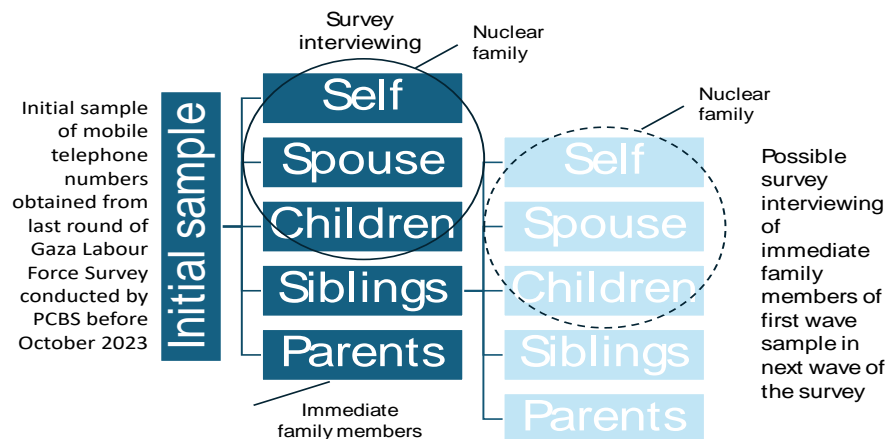 Survey
interviewing
Nuclear
family
Initial sample
of mobile
telephone
numbers
obtained from
last round of
Gaza Labour
Force Survey
conducted by
PCBS before
October 2023
Initial sample
Self
Spouse
Children
Siblings
Parents
Immediate
family members
Nuclear
family
Self
Spouse
Children
Siblings
Parents
Possible
survey
interviewing
of
immediate
family
members of
first wave
sample in
next wave of
the survey